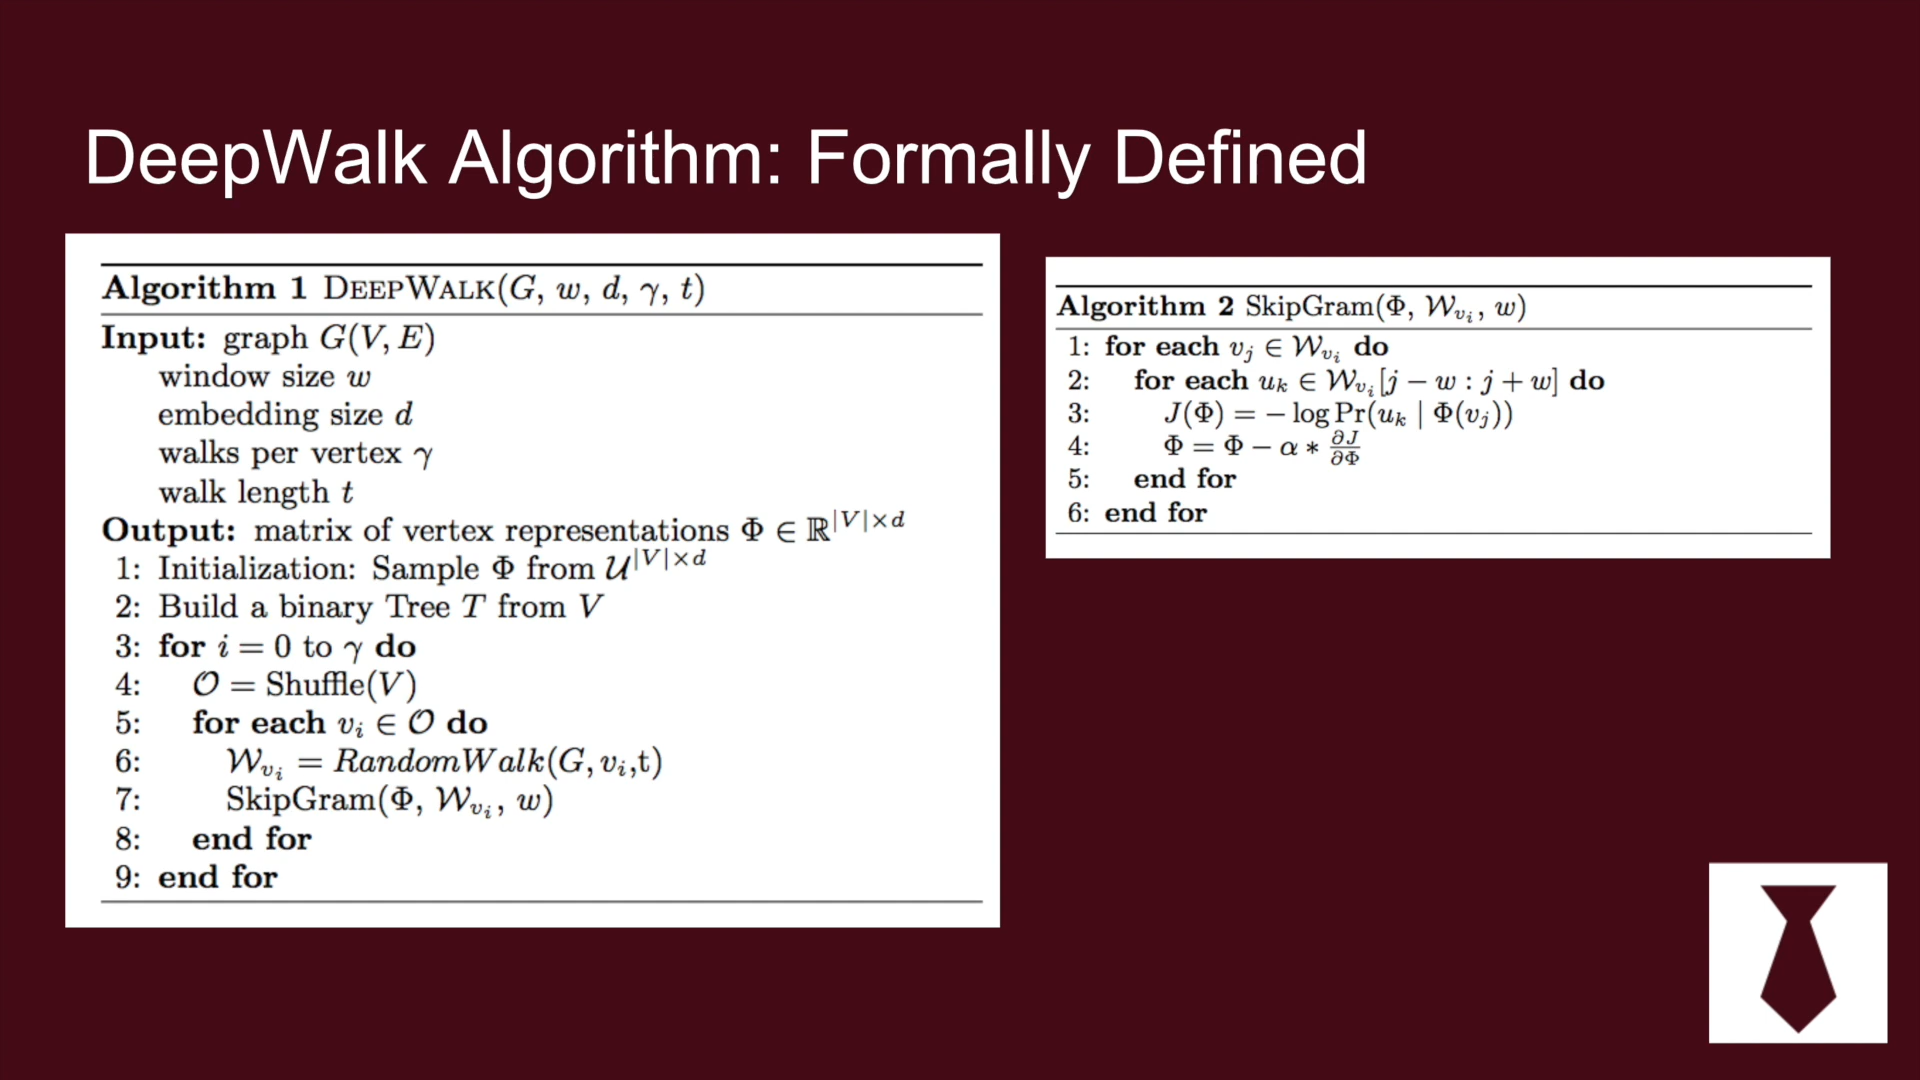 DeepWalk Algorithm: Formally Defined
Algorithm 1 DEEPWALK(G, w, d, γ, t)
Input: graph G(V, E)
window size w
embedding size d
walks per vertex γ
walk length t
Output: matrix of vertex representations Φ ∈ ℝ^{|V|×d}
1: Initialization: Sample Φ from 𝒰^{|V|×d}
2: Build a binary Tree T from V
3: for i = 0 to γ do
4: 𝒪 = Shuffle(V)
5: for each v_i ∈ 𝒪 do
6: 𝒲_{v_i} = RandomWalk(G, v_i,t)
7: SkipGram(Φ, 𝒲_{v_i}, w)
8: end for
9: end for
Algorithm 2 SkipGram(Φ, 𝒲_{v_i}, w)
1: for each v_j ∈ 𝒲_{v_i} do
2: for each u_k ∈ 𝒲_{v_i}[j − w : j + w] do
3: J(Φ) = − log Pr(u_k | Φ(v_j))
4: Φ = Φ − α * ∂J/∂Φ
5: end for
6: end for